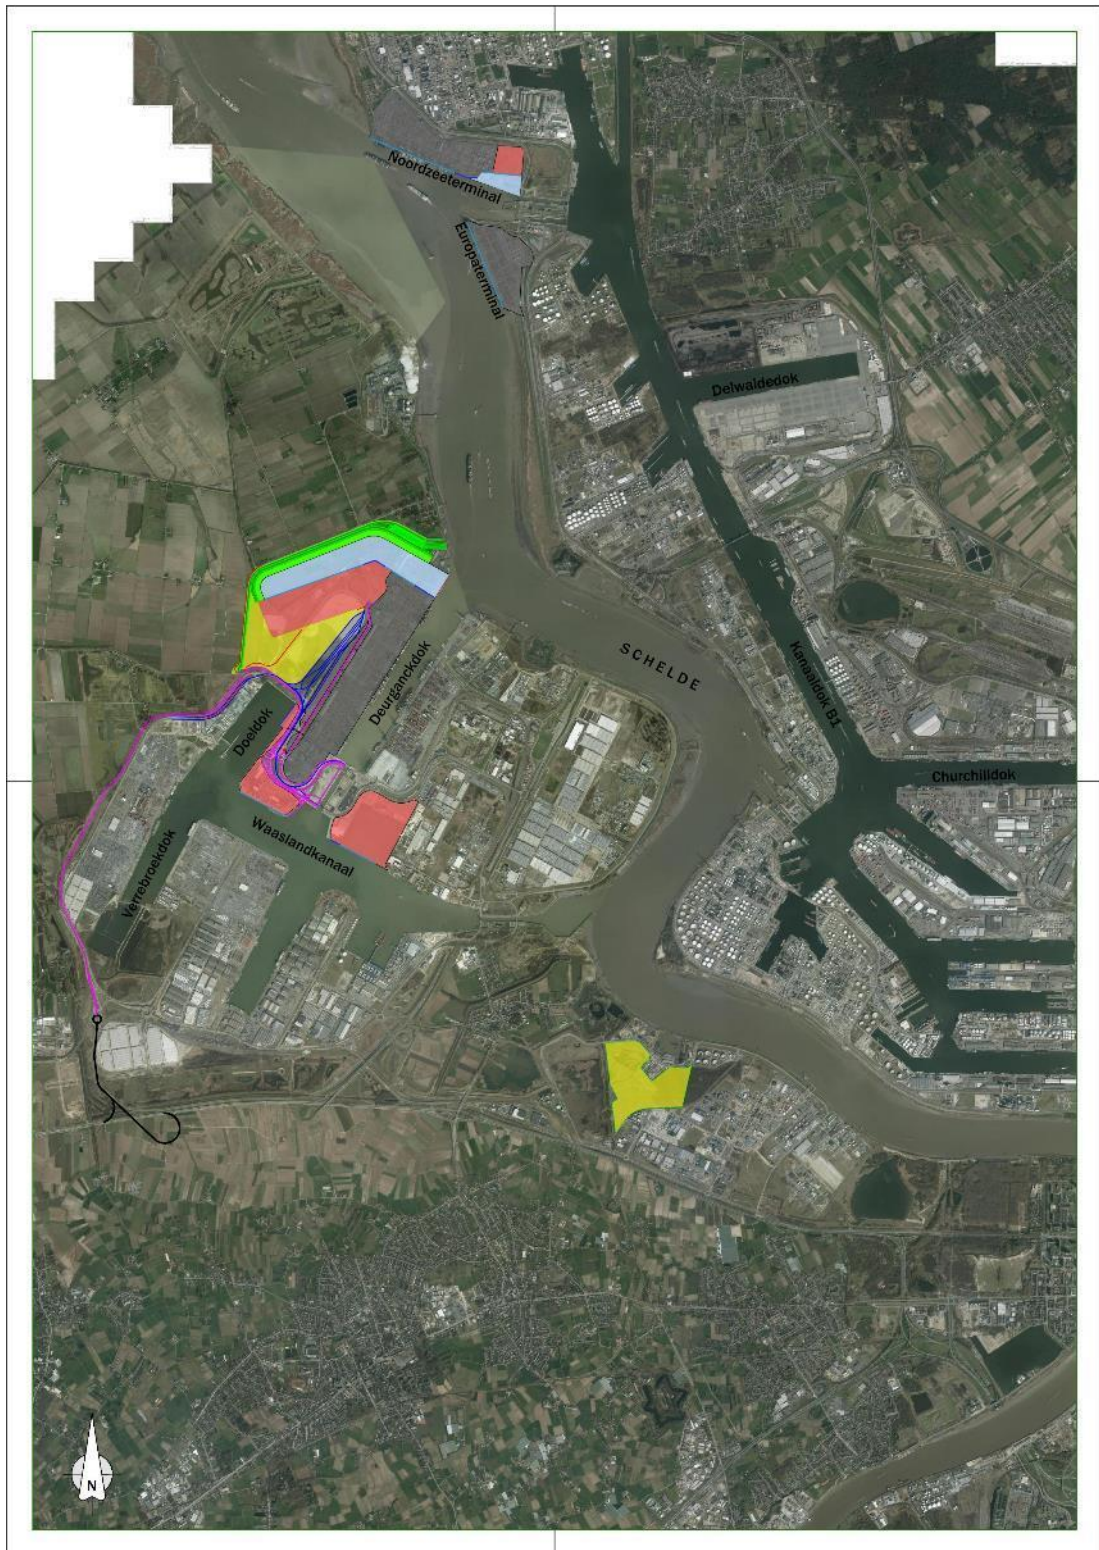 Noordzeeterminal
Europaterminal
Delwaidedok
SCHELDE
Deurganckdok
Kanaaldok B1
Doeldok
Churchilldok
Waaslandkanaal
Verrebroekdok
N